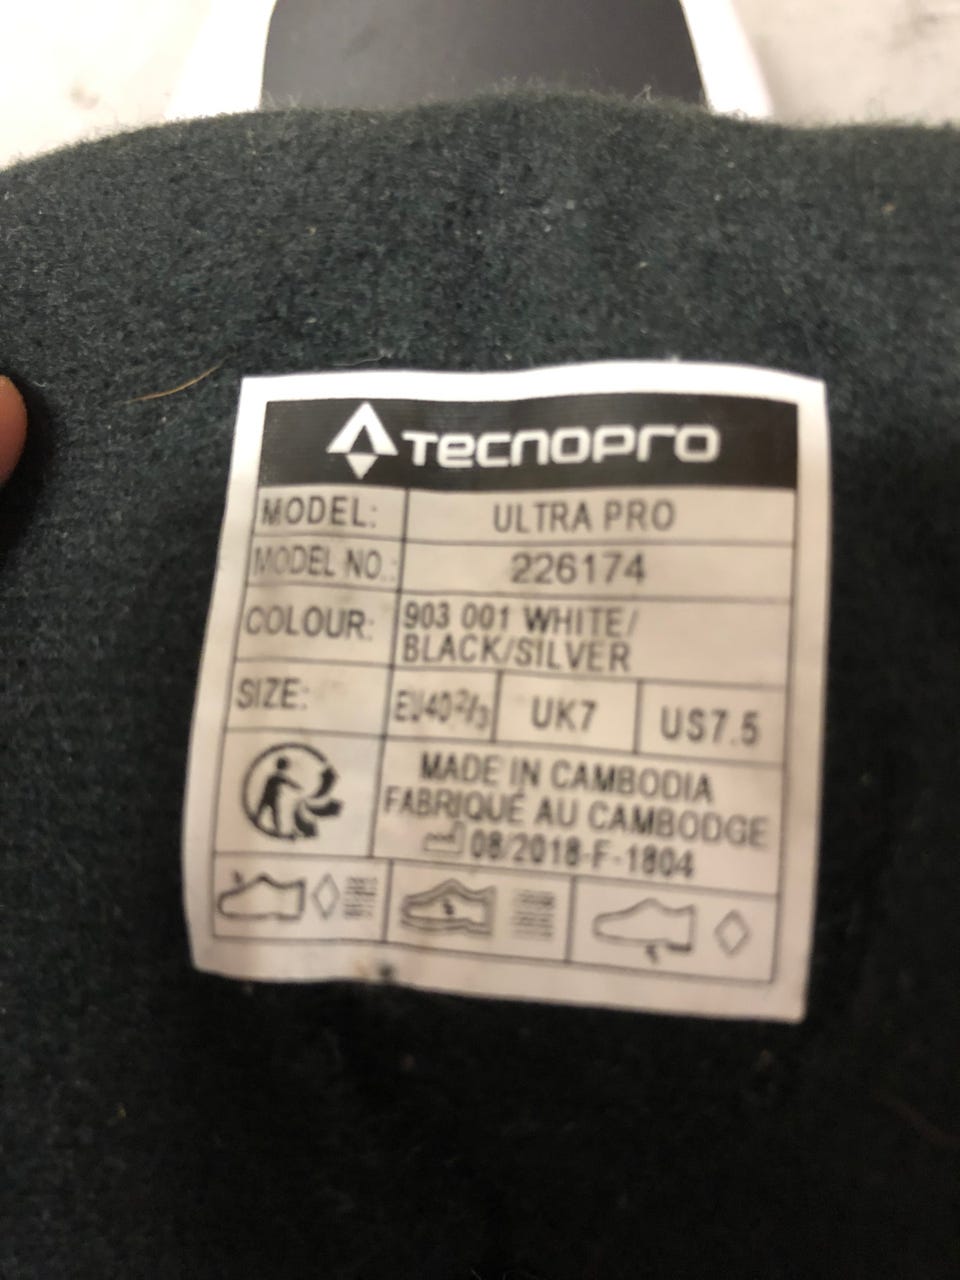 TECNOPRO
MODEL: ULTRA PRO
MODEL NO.: 226174
COLOUR: 903 001 WHITE/
BLACK/SILVER
SIZE: EU40 2/3 UK7 US7.5
MADE IN CAMBODIA
FABRIQUÉ AU CAMBODGE
08/2018-F-1804